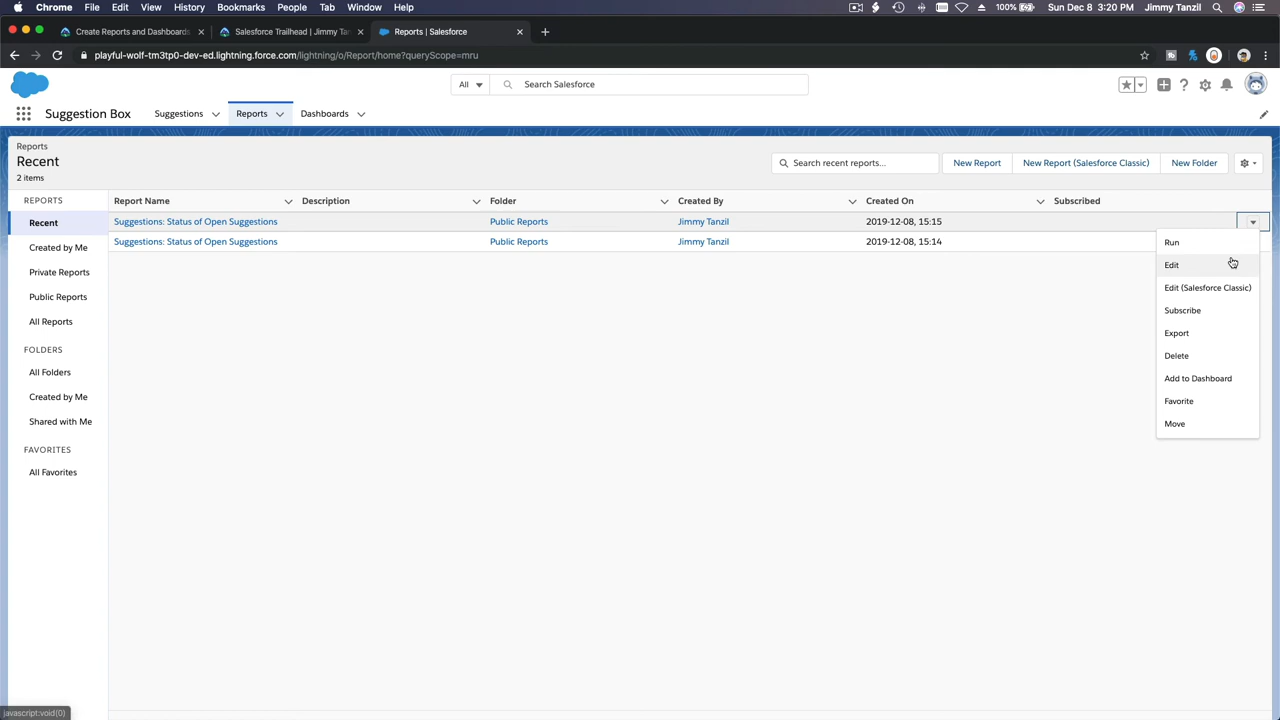 Chrome File Edit View History Bookmarks People Tab Window Help 100% Sun Dec 8 3:20 PM Jimmy Tanzil
Create Reports and Dashboards Salesforce Trailhead | Jimmy Tan Reports | Salesforce
playful-wolf-tm3tp0-dev-ed.lightning.force.com/lightning/o/Report/home?queryScope=mru
All Search Salesforce
Suggestion Box Suggestions Reports Dashboards
Reports
Recent
2 items
Search recent reports... New Report New Report (Salesforce Classic) New Folder
REPORTS
Recent
Created by Me
Private Reports
Public Reports
All Reports
FOLDERS
All Folders
Created by Me
Shared with Me
FAVORITES
All Favorites
Report Name Description Folder Created By Created On Subscribed
Suggestions: Status of Open Suggestions Public Reports Jimmy Tanzil 2019-12-08, 15:15
Suggestions: Status of Open Suggestions Public Reports Jimmy Tanzil 2019-12-08, 15:14
Run
Edit
Edit (Salesforce Classic)
Subscribe
Export
Delete
Add to Dashboard
Favorite
Move
javascript:void(0)